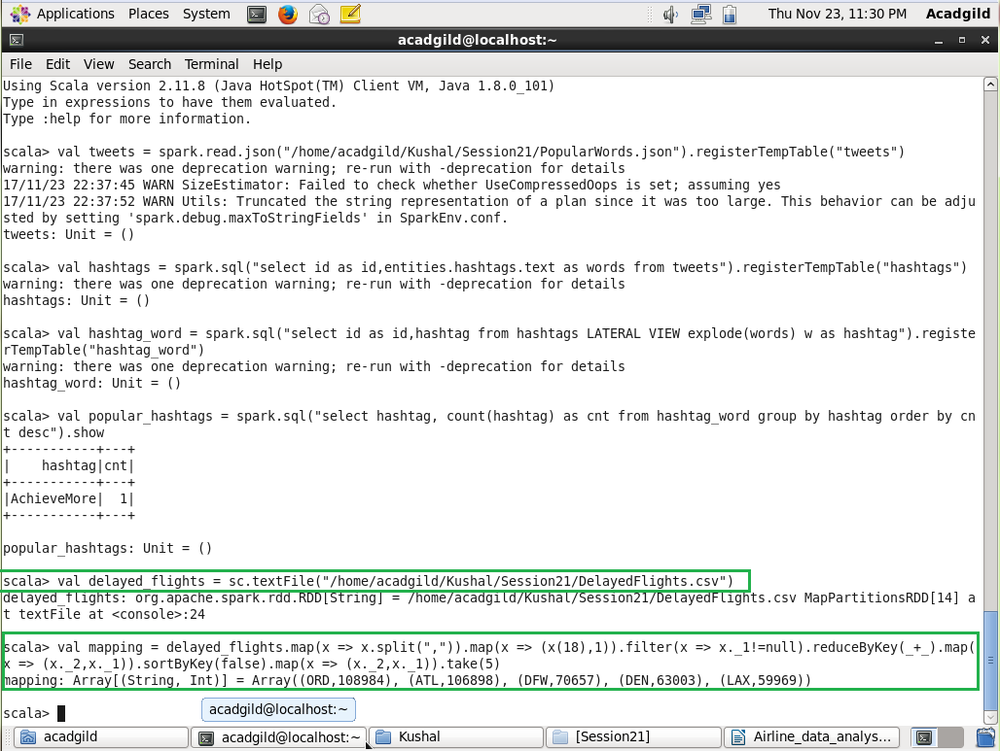 Applications Places System Thu Nov 23, 11:30 PM Acadgild
acadgild@localhost:~
File Edit View Search Terminal Help
Using Scala version 2.11.8 (Java HotSpot(TM) Client VM, Java 1.8.0_101)
Type in expressions to have them evaluated.
Type :help for more information.
scala> val tweets = spark.read.json("/home/acadgild/Kushal/Session21/PopularWords.json").registerTempTable("tweets")
warning: there was one deprecation warning; re-run with -deprecation for details
17/11/23 22:37:45 WARN SizeEstimator: Failed to check whether UseCompressedOops is set; assuming yes
17/11/23 22:37:52 WARN Utils: Truncated the string representation of a plan since it was too large. This behavior can be adju
sted by setting 'spark.debug.maxToStringFields' in SparkEnv.conf.
tweets: Unit = ()
scala> val hashtags = spark.sql("select id as id,entities.hashtags.text as words from tweets").registerTempTable("hashtags")
warning: there was one deprecation warning; re-run with -deprecation for details
hashtags: Unit = ()
scala> val hashtag_word = spark.sql("select id as id,hashtag from hashtags LATERAL VIEW explode(words) w as hashtag").registe
rTempTable("hashtag_word")
warning: there was one deprecation warning; re-run with -deprecation for details
hashtag_word: Unit = ()
scala> val popular_hashtags = spark.sql("select hashtag, count(hashtag) as cnt from hashtag_word group by hashtag order by cn
t desc").show
+-----------+---+
|    hashtag|cnt|
+-----------+---+
|AchieveMore|  1|
+-----------+---+
popular_hashtags: Unit = ()
scala> val delayed_flights = sc.textFile("/home/acadgild/Kushal/Session21/DelayedFlights.csv")
delayed_flights: org.apache.spark.rdd.RDD[String] = /home/acadgild/Kushal/Session21/DelayedFlights.csv MapPartitionsRDD[14] a
t textFile at <console>:24
scala> val mapping = delayed_flights.map(x => x.split(",")).map(x => (x(18),1)).filter(x => x._1!=null).reduceByKey(_+_).map(
x => (x._2,x._1)).sortByKey(false).map(x => (x._2,x._1)).take(5)
mapping: Array[(String, Int)] = Array((ORD,108984), (ATL,106898), (DFW,70657), (DEN,63003), (LAX,59969))
scala>
acadgild@localhost:~
acadgild acadgild@localhost:~ Kushal [Session21] Airline_data_analys...